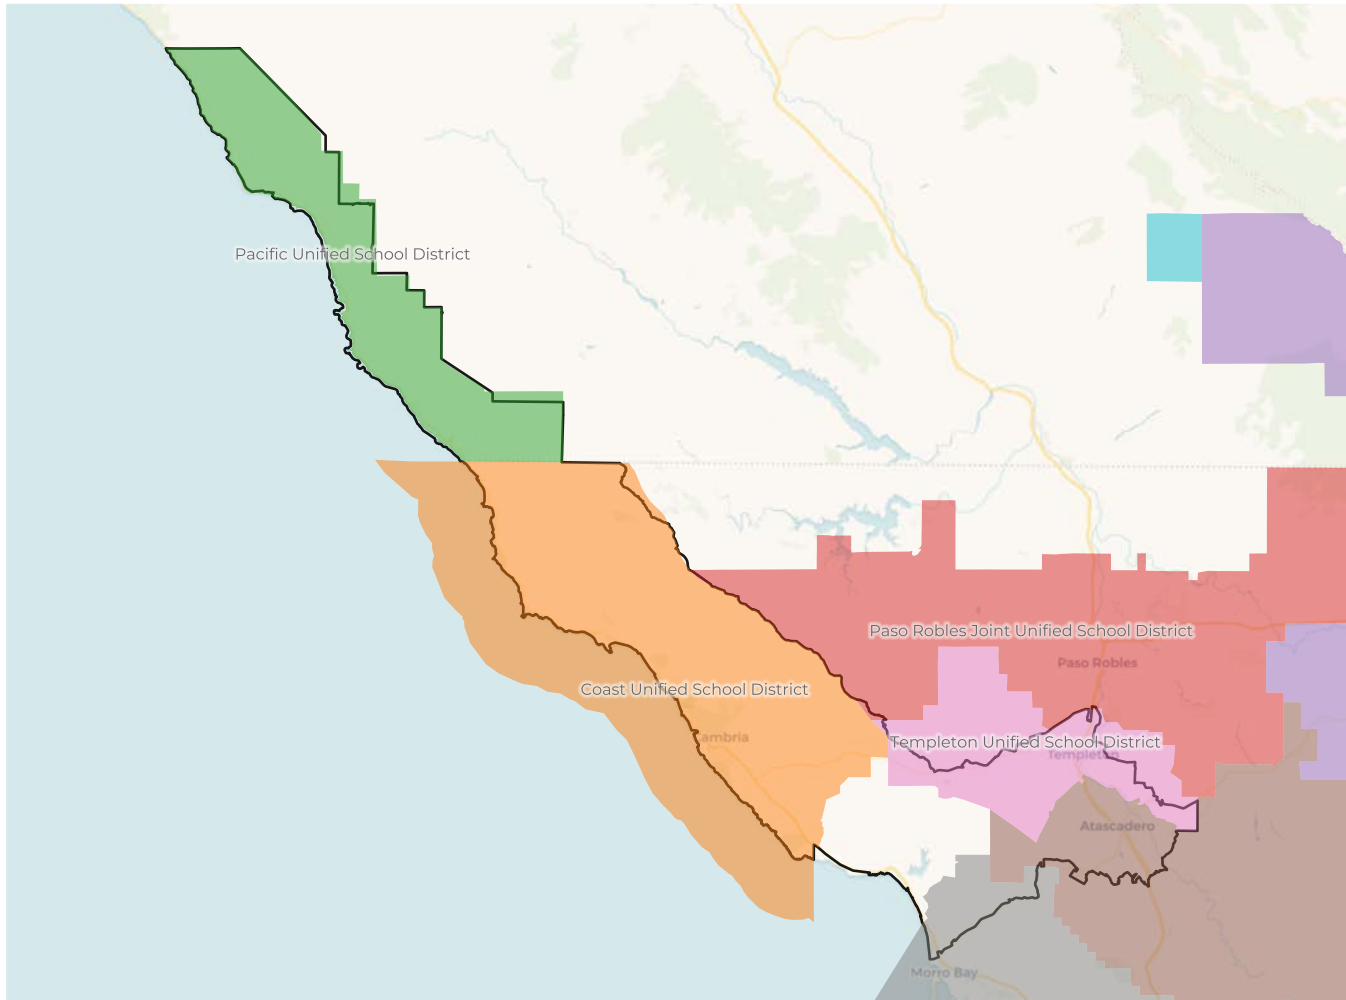 Pacific Unified School District
Paso Robles Joint Unified School District
Paso Robles
Coast Unified School District
Cambria
Templeton Unified School District
Templeton
Atascadero
Morro Bay